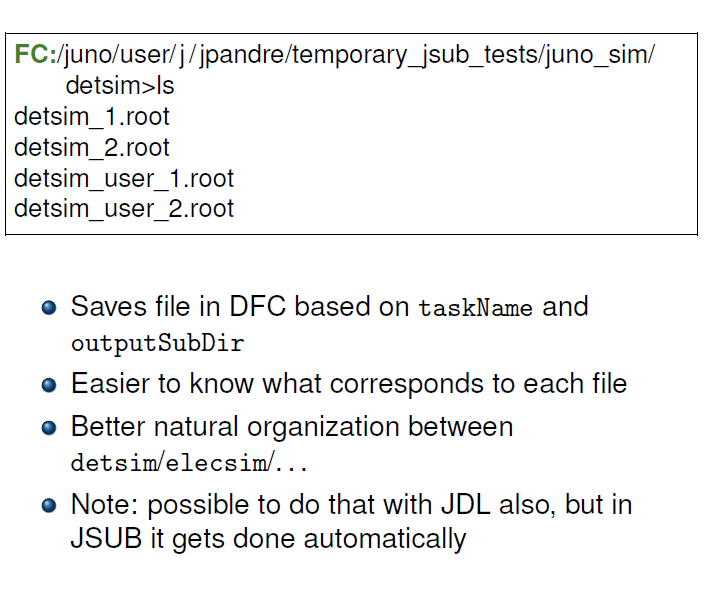 FC:/juno/user/j/jpandre/temporary_jsub_tests/juno_sim/
detsim>ls
detsim_1.root
detsim_2.root
detsim_user_1.root
detsim_user_2.root
Saves file in DFC based on taskName and
outputSubDir
Easier to know what corresponds to each file
Better natural organization between
detsim/elecsim/...
Note: possible to do that with JDL also, but in
JSUB it gets done automatically